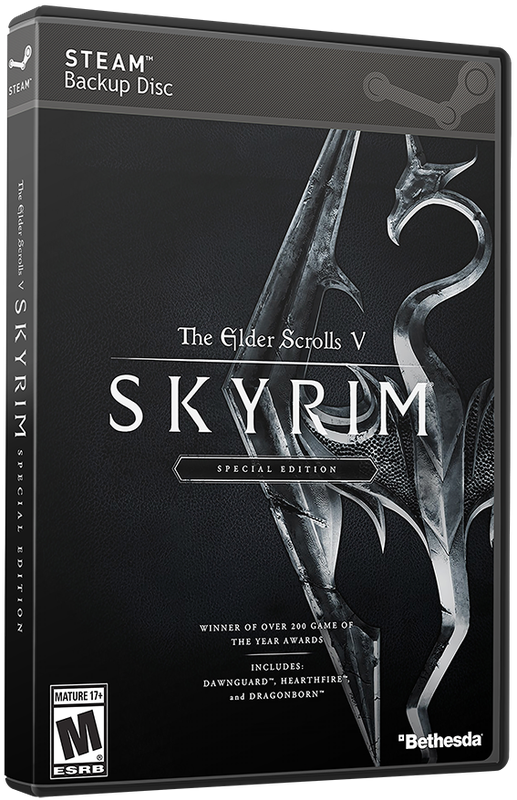 STEAM™
STEAM™
Backup Disc
The Elder Scrolls V SKYRIM SPECIAL EDITION
The Elder Scrolls V
SKYRIM
SPECIAL EDITION
WINNER OF OVER 200 GAME OF
THE YEAR AWARDS
INCLUDES:
DAWNGUARD™, HEARTHFIRE™,
and DRAGONBORN™
MATURE 17+
M
®
ESRB
Bethesda®